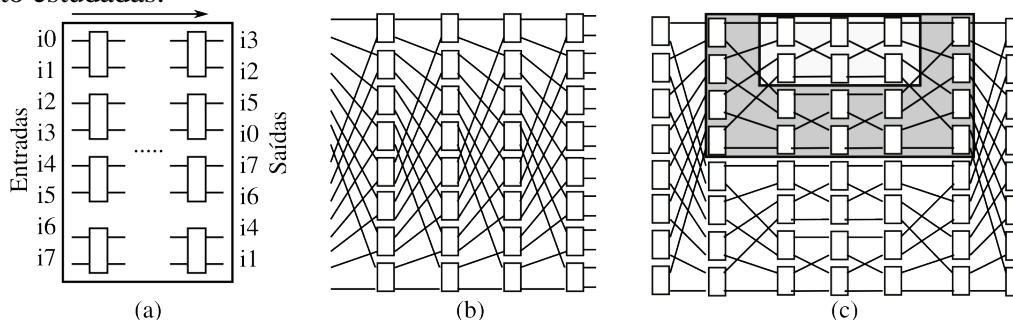 to estudadas.
Entradas
i0
i1
i2
i3
i4
i5
i6
i7
.....
i3
i2
i5
i0
i7
i6
i4
i1
Saídas
(a)
(b)
(c)